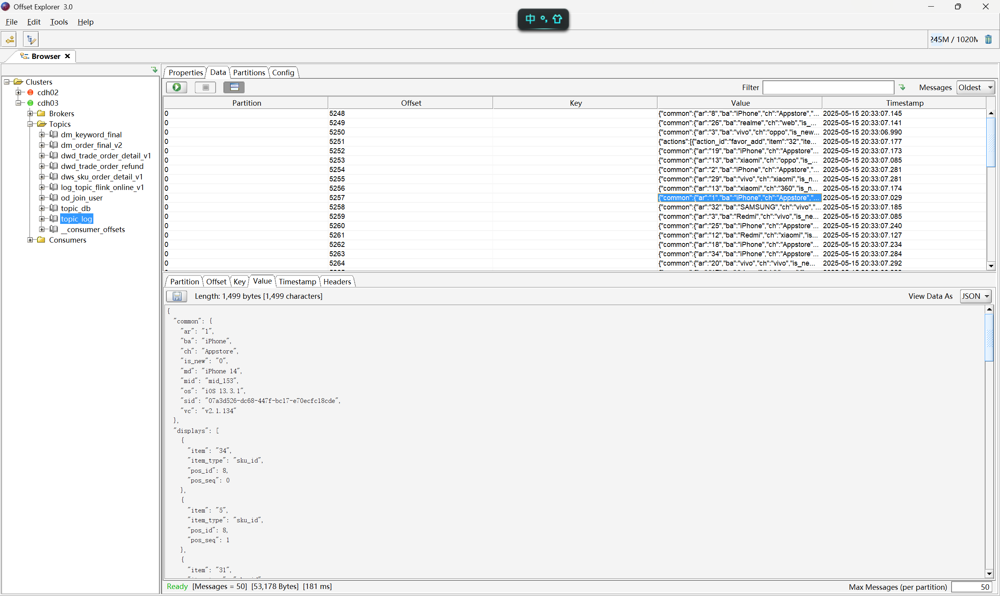 Offset Explorer 3.0
中 °,
File Edit Tools Help
245M / 1020M
Browser
Clusters
cdh02
cdh03
Brokers
Topics
dm_keyword_final
dm_order_final_v2
dwd_trade_order_detail_v1
dwd_trade_order_refund
dws_sku_order_detail_v1
log_topic_flink_online_v1
od_join_user
topic_db
topic_log
__consumer_offsets
Consumers
Properties Data Partitions Config
Filter Messages Oldest
Partition Offset Key Value Timestamp
0 5248 {"common":{"ar":"8","ba":"iPhone","ch":"Appstore","... 2025-05-15 20:33:07.145
0 5249 {"common":{"ar":"26","ba":"realme","ch":"web","is_... 2025-05-15 20:33:07.141
0 5250 {"common":{"ar":"3","ba":"vivo","ch":"oppo","is_new... 2025-05-15 20:33:06.990
0 5251 {"actions":[{"action_id":"favor_add","item":"32","ite... 2025-05-15 20:33:07.177
0 5252 {"common":{"ar":"19","ba":"iPhone","ch":"Appstore"... 2025-05-15 20:33:07.173
0 5253 {"common":{"ar":"13","ba":"xiaomi","ch":"oppo","is_... 2025-05-15 20:33:07.085
0 5254 {"common":{"ar":"2","ba":"iPhone","ch":"Appstore","... 2025-05-15 20:33:07.281
0 5255 {"common":{"ar":"29","ba":"vivo","ch":"xiaomi","is_n... 2025-05-15 20:33:07.281
0 5256 {"common":{"ar":"13","ba":"xiaomi","ch":"360","is_n... 2025-05-15 20:33:07.174
0 5257 {"common":{"ar":"1","ba":"iPhone","ch":"Appstore","... 2025-05-15 20:33:07.029
0 5258 {"common":{"ar":"32","ba":"SAMSUNG","ch":"vivo","... 2025-05-15 20:33:07.185
0 5259 {"common":{"ar":"3","ba":"Redmi","ch":"vivo","is_ne... 2025-05-15 20:33:07.085
0 5260 {"common":{"ar":"25","ba":"iPhone","ch":"Appstore"... 2025-05-15 20:33:07.240
0 5261 {"common":{"ar":"12","ba":"Redmi","ch":"xiaomi","is... 2025-05-15 20:33:07.127
0 5262 {"common":{"ar":"18","ba":"iPhone","ch":"Appstore"... 2025-05-15 20:33:07.234
0 5263 {"common":{"ar":"34","ba":"iPhone","ch":"Appstore"... 2025-05-15 20:33:07.284
0 5264 {"common":{"ar":"20","ba":"vivo","ch":"vivo","is_ne... 2025-05-15 20:33:07.292
Partition Offset Key Value Timestamp Headers
Length: 1,499 bytes [1,499 characters] View Data As JSON
{
"common": {
"ar": "1",
"ba": "iPhone",
"ch": "Appstore",
"is_new": "0",
"md": "iPhone 14",
"mid": "mid_153",
"os": "iOS 13.3.1",
"sid": "07a3d526-dc68-447f-bc17-e70ecfc18cde",
"vc": "v2.1.134"
},
"displays": [
{
"item": "34",
"item_type": "sku_id",
"pos_id": 8,
"pos_seq": 0
},
{
"item": "5",
"item_type": "sku_id",
"pos_id": 8,
"pos_seq": 1
},
{
"item": "31",
Ready [Messages = 50] [53,178 Bytes] [181 ms] Max Messages (per partition) 50